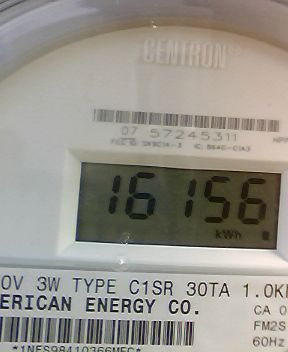 CENTRON
07 57245311
16156
kWh
0V 3W TYPE C1SR 30TA 1.0K
ERICAN ENERGY CO.
CA 0
FM2S
60Hz
*1NES98410366MEC*